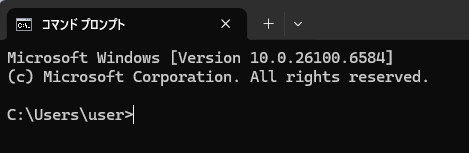 コマンド プロンプト
Microsoft Windows [Version 10.0.26100.6584]
(c) Microsoft Corporation. All rights reserved.
C:\Users\user>